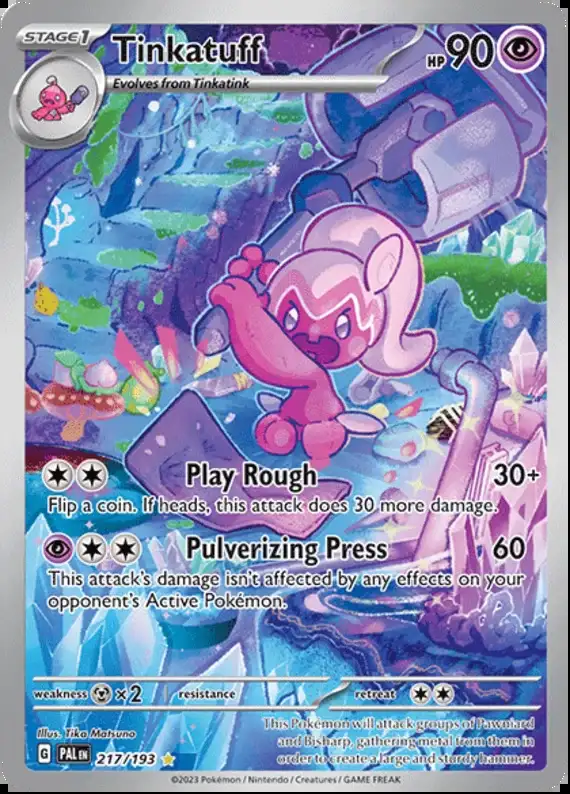 STAGE 1
Tinkatuff
HP 90
Evolves from Tinkatink
Play Rough 30+
Flip a coin. If heads, this attack does 30 more damage.
Pulverizing Press 60
This attack's damage isn't affected by any effects on your
opponent's Active Pokémon.
weakness ×2 resistance retreat
Illus. Tika Matsuno
G PAL EN 217/193
This Pokémon will attack groups of Pawniard
and Bisharp, gathering metal from them in
order to create a large and sturdy hammer.
©2023 Pokémon / Nintendo / Creatures / GAME FREAK